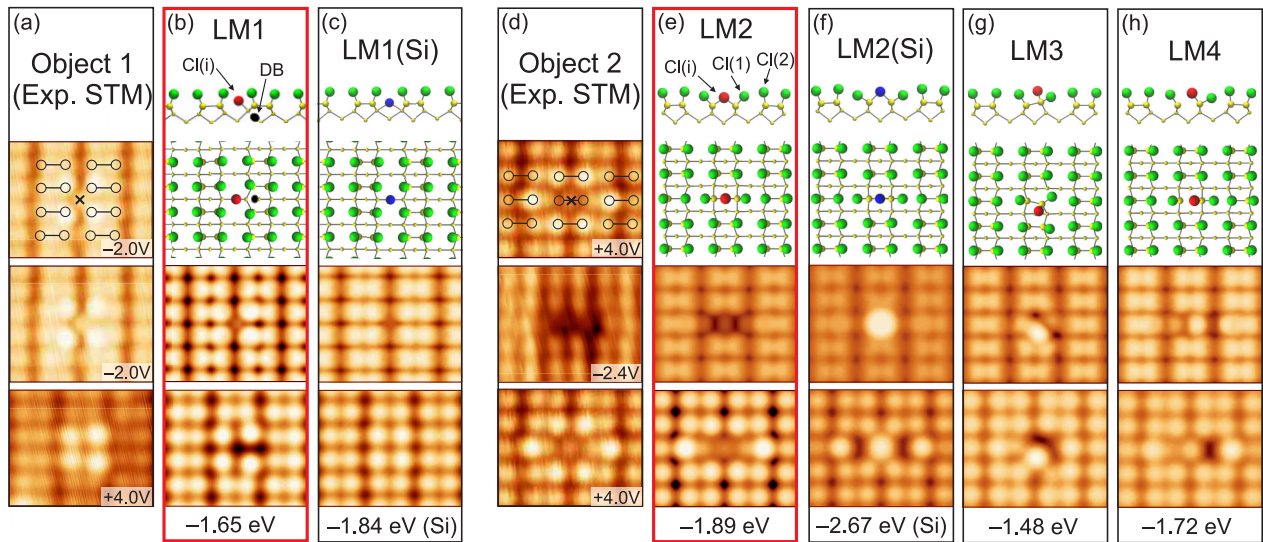 (a)
Object 1
(Exp. STM)
–2.0V
–2.0V
+4.0V
(b)
LM1
Cl(i)
DB
–1.65 eV
(c)
LM1(Si)
–1.84 eV (Si)
(d)
Object 2
(Exp. STM)
+4.0V
–2.4V
+4.0V
(e)
LM2
Cl(i)
Cl(1)
Cl(2)
–1.89 eV
(f)
LM2(Si)
–2.67 eV (Si)
(g)
LM3
–1.48 eV
(h)
LM4
–1.72 eV